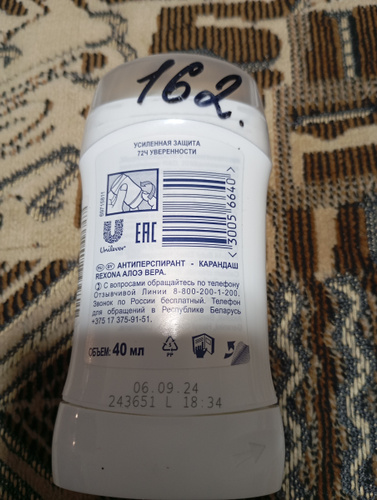 162.
УСИЛЕННАЯ ЗАЩИТА
72Ч УВЕРЕННОСТИ
Unilever
EAC
<30051640>
АНТИПЕРСПИРАНТ - КАРАНДАШ
REXONA АЛОЭ ВЕРА.
С вопросами обращайтесь по телефону
Отзывчивой Линии 8-800-200-1-200.
Звонок по России бесплатный. Телефон
для обращений в Республике Беларусь
+375 17 375-91-51.
ОБЪЕМ: 40 мл
PP
06.09.24
243651 L 18:34